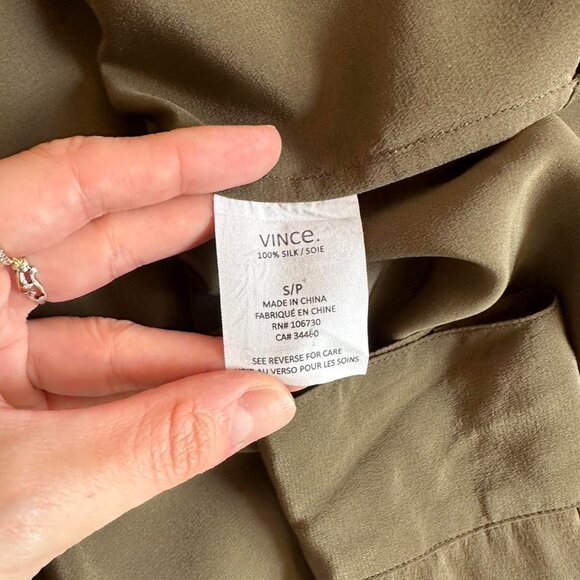 VINCe.
100% SILK / SOIE
S/P
MADE IN CHINA
FABRIQUÉ EN CHINE
RN# 106730
CA# 34460
SEE REVERSE FOR CARE
AU VERSO POUR LES SOINS